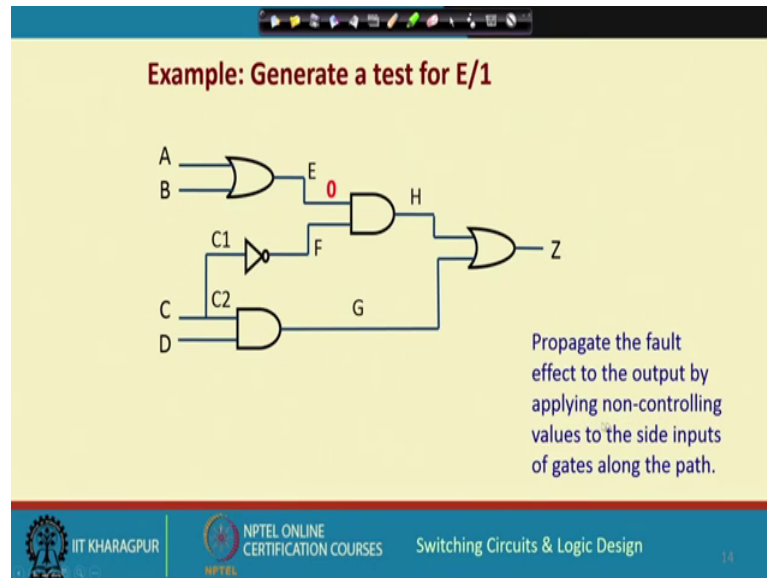 Example: Generate a test for E/1
A
B
E
0
H
C1
F
Z
C
C2
G
D
Propagate the fault
effect to the output by
applying non-controlling
values to the side inputs
of gates along the path.
IIT KHARAGPUR
NPTEL
NPTEL ONLINE
CERTIFICATION COURSES
Switching Circuits & Logic Design
14